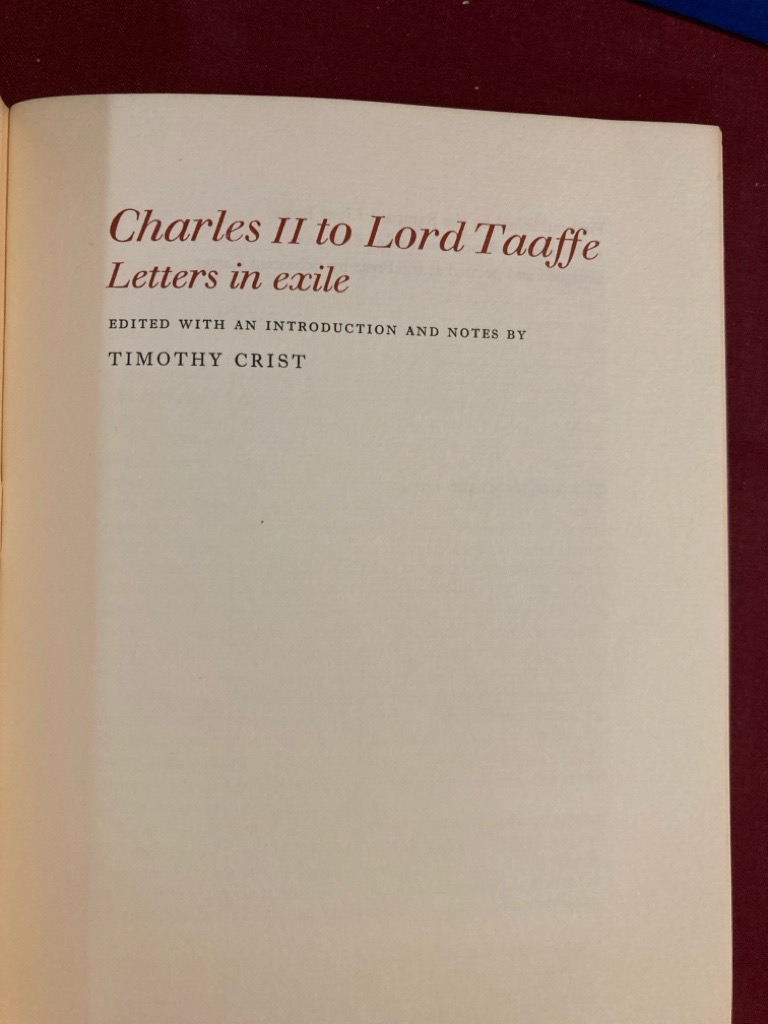 Charles II to Lord Taaffe
Letters in exile
EDITED WITH AN INTRODUCTION AND NOTES BY
TIMOTHY CRIST